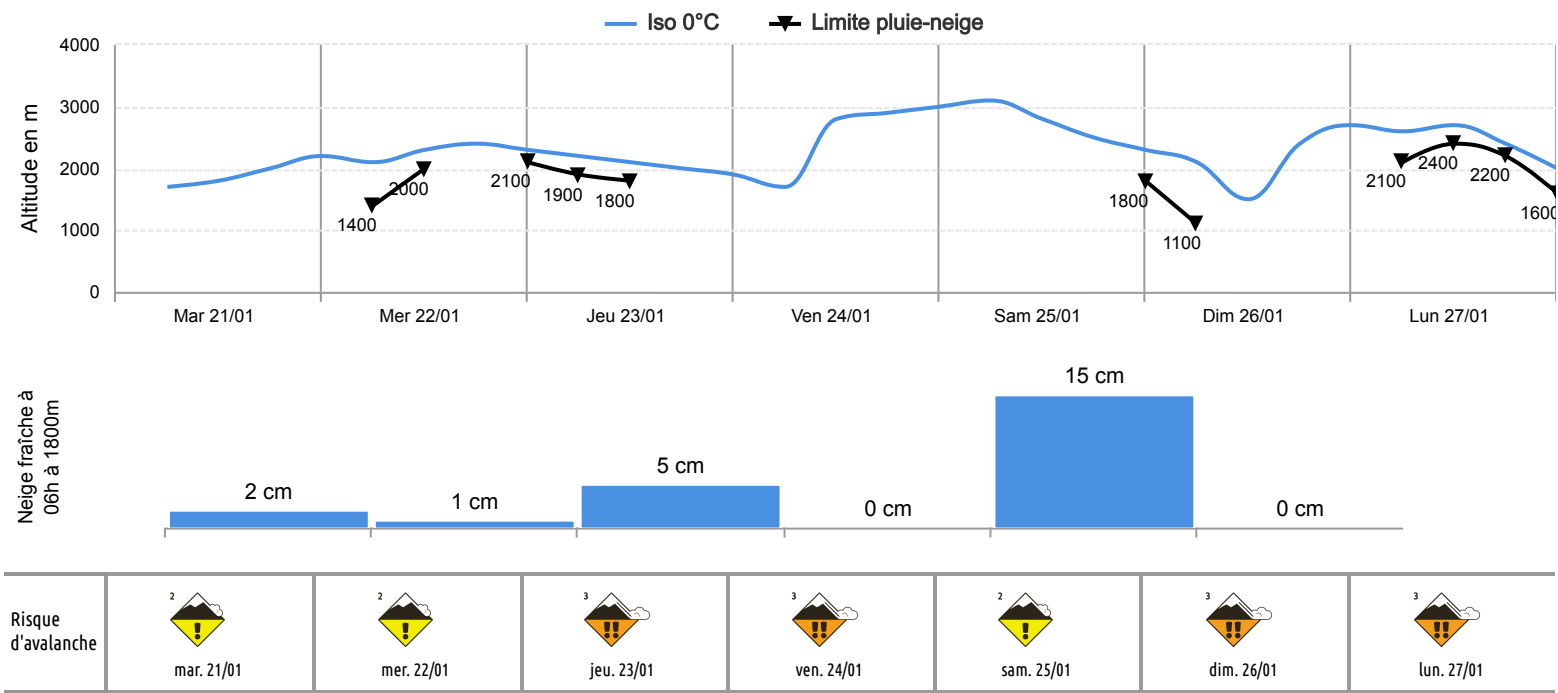 Iso 0°C Limite pluie-neige
4000
3000
2000
1000
0
Altitude en m
1400
2000
2100
1900
1800
1800
1100
2100
2400
2200
1600
Mar 21/01 Mer 22/01 Jeu 23/01 Ven 24/01 Sam 25/01 Dim 26/01 Lun 27/01
Neige fraîche à
06h à 1800m
2 cm 1 cm 5 cm 0 cm 15 cm 0 cm
Risque
d'avalanche
2 2 3 3 2 3 3
! ! !! !! ! !! !!
mar. 21/01 mer. 22/01 jeu. 23/01 ven. 24/01 sam. 25/01 dim. 26/01 lun. 27/01